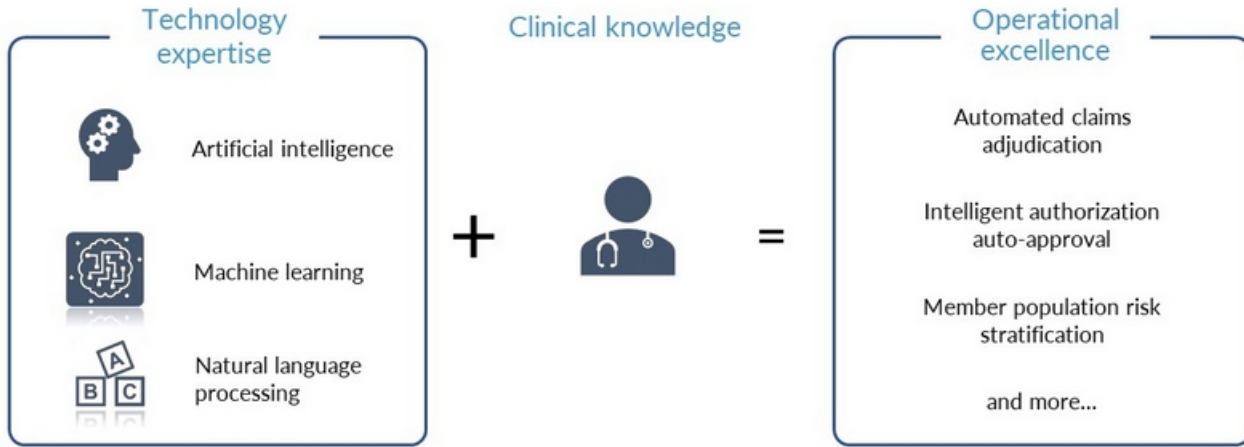 Technology
expertise
Artificial intelligence
Machine learning
A
B C
Natural language
processing
+
Clinical knowledge
=
Operational
excellence
Automated claims
adjudication
Intelligent authorization
auto-approval
Member population risk
stratification
and more...